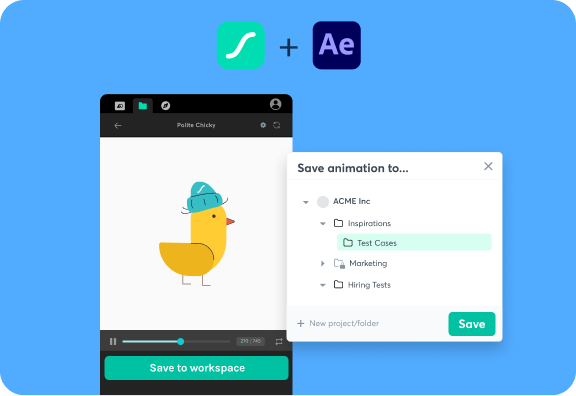 Ae
Polite Chicky
Save animation to...
ACME Inc
Inspirations
Test Cases
Marketing
Hiring Tests
New project/folder
Save
210 / 745
Save to workspace